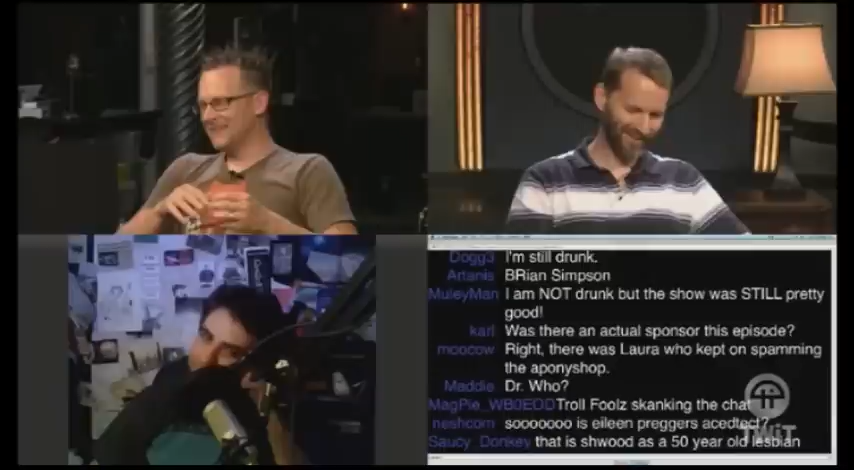 Dogg3 I'm still drunk.
Artanis BRian Simpson
MuleyMan I am NOT drunk but the show was STILL pretty
good!
karl Was there an actual sponsor this episode?
moocow Right, there was Laura who kept on spamming
the aponyshop.
Maddie Dr. Who?
MagPie_WB0EOD Troll Foolz skanking the chat
neshcom sooooooo is eileen preggers acedtect?
Saucy_Donkey that is shwood as a 50 year old lesbian
TWiT